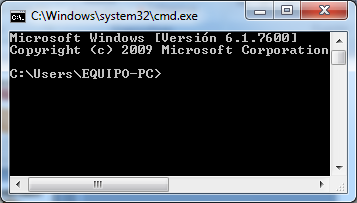 C:\Windows\system32\cmd.exe
Microsoft Windows [Versión 6.1.7600]
Copyright (c) 2009 Microsoft Corporation
C:\Users\EQUIPO-PC>